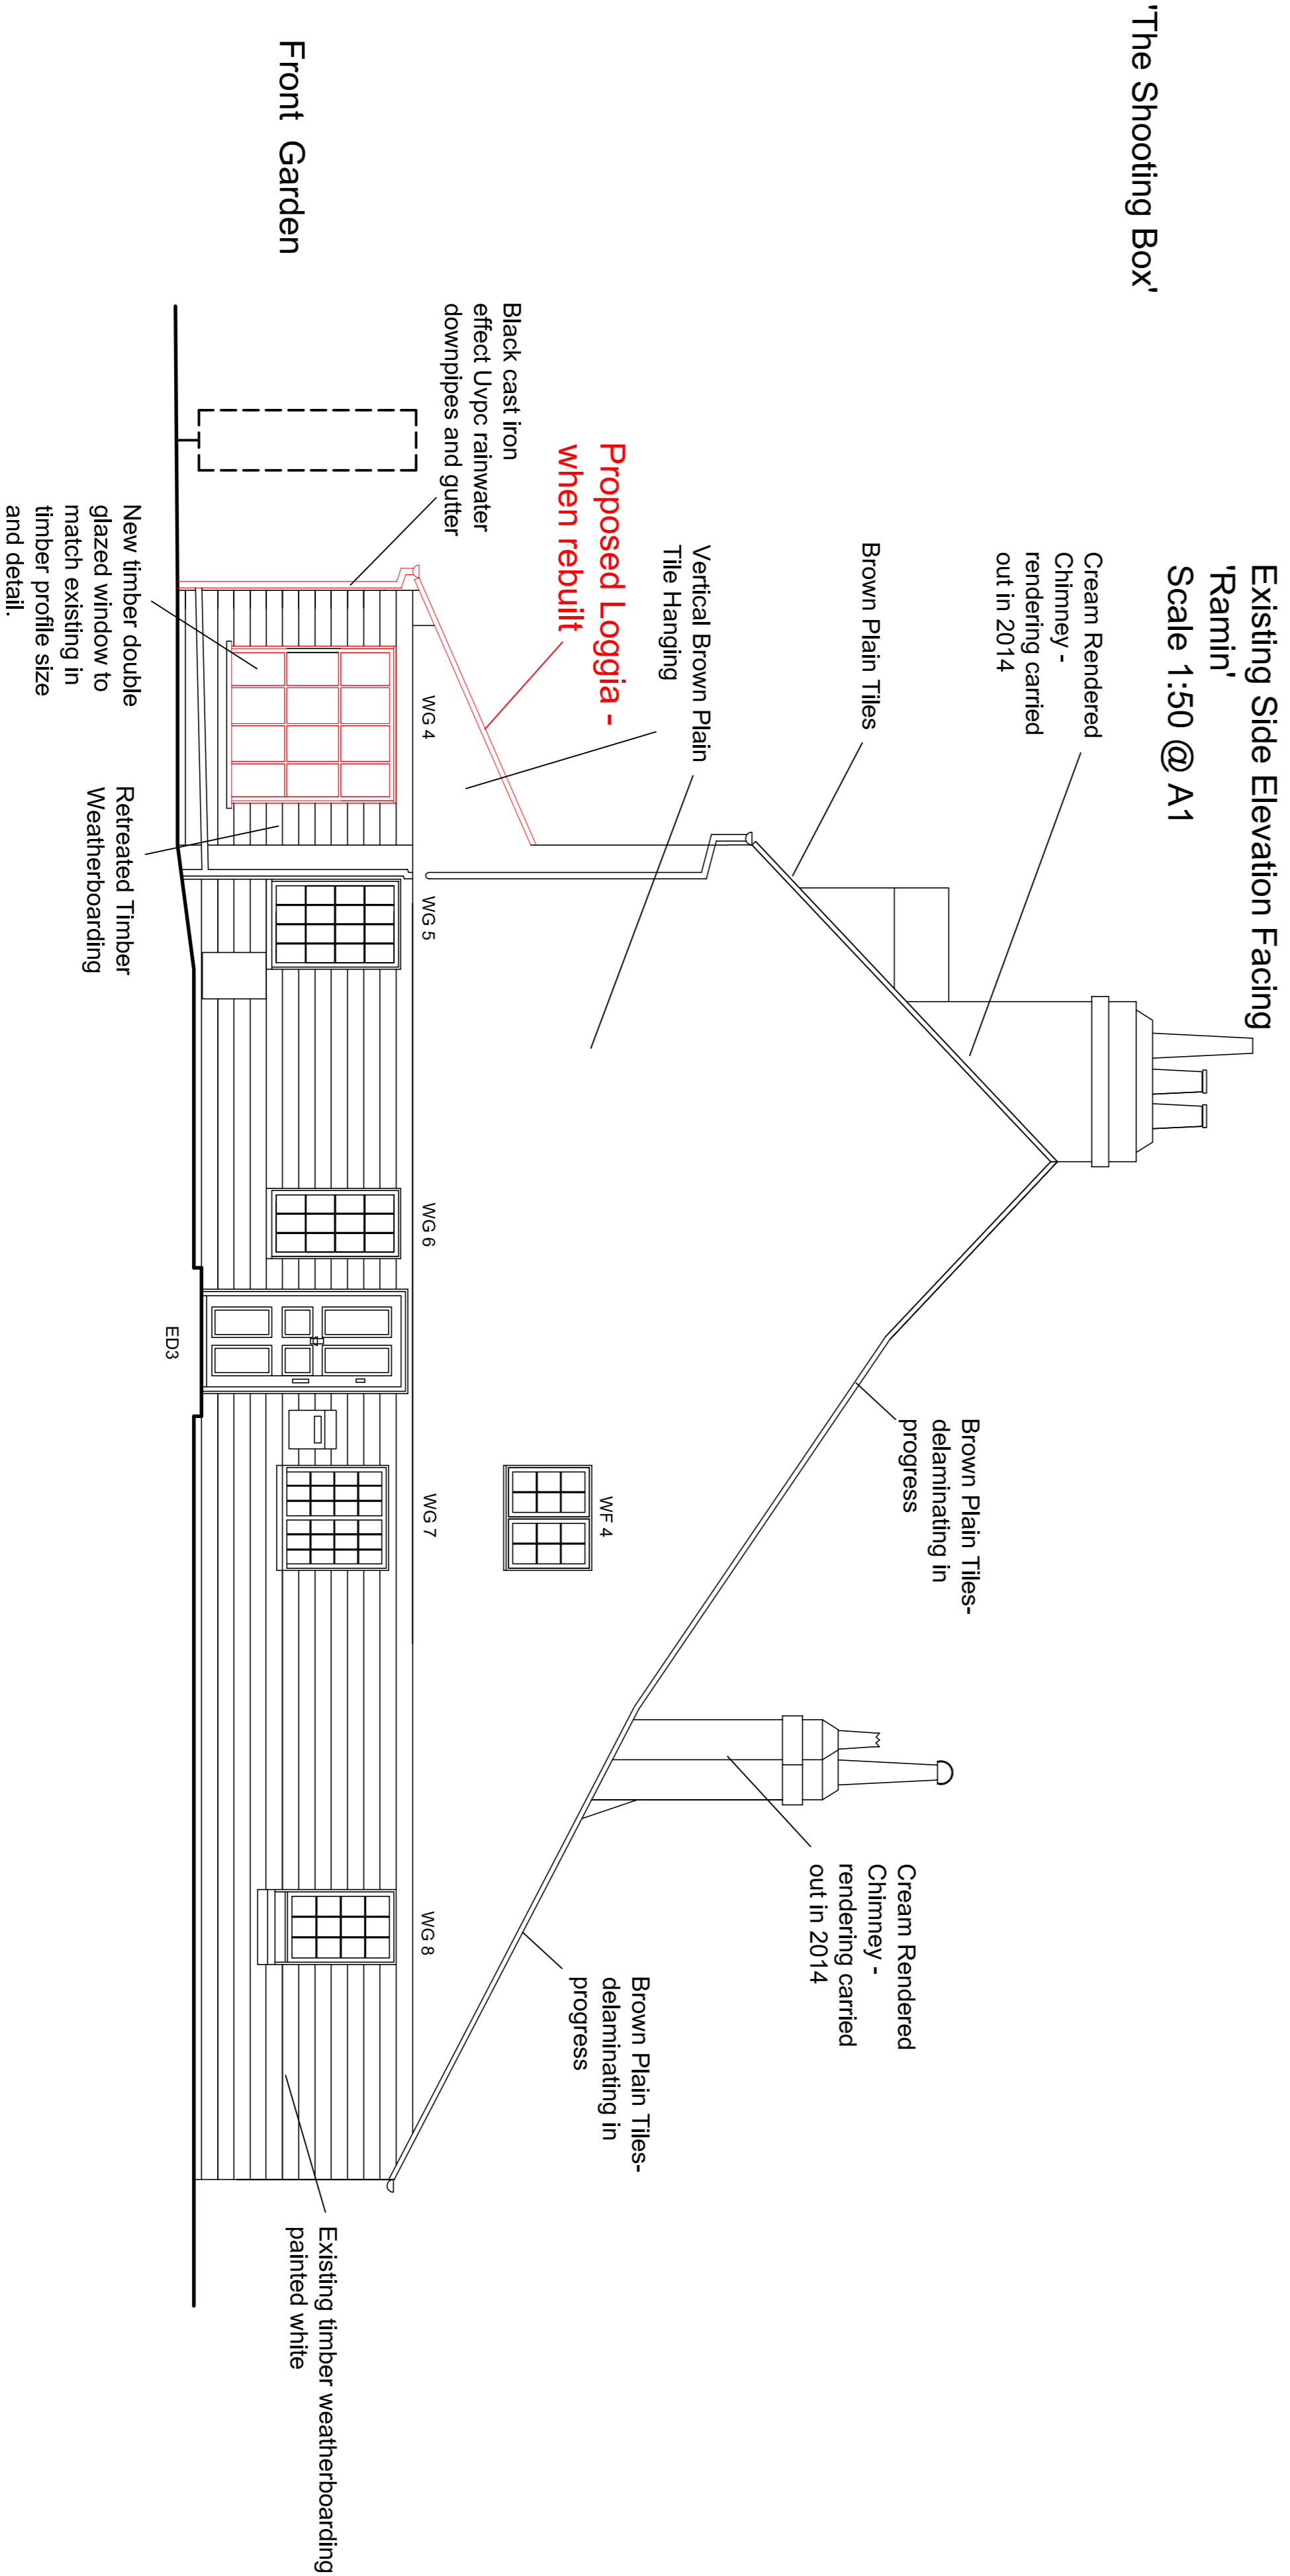 'The Shooting Box'
Existing Side Elevation Facing
'Ramin'
Scale 1:50 @ A1
Cream Rendered
Chimney -
rendering carried
out in 2014
Brown Plain Tiles
Vertical Brown Plain
Tile Hanging
Proposed Loggia -
when rebuilt
Black cast iron
effect Uvpc rainwater
downpipes and gutter
Front Garden
Brown Plain Tiles-
delaminating in
progress
Cream Rendered
Chimney -
rendering carried
out in 2014
Brown Plain Tiles-
delaminating in
progress
WF 4
WG 4
WG 5
WG 6
WG 7
WG 8
ED3
Existing timber weatherboarding
painted white
New timber double
glazed window to
match existing in
timber profile size
and detail.
Retreated Timber
Weatherboarding